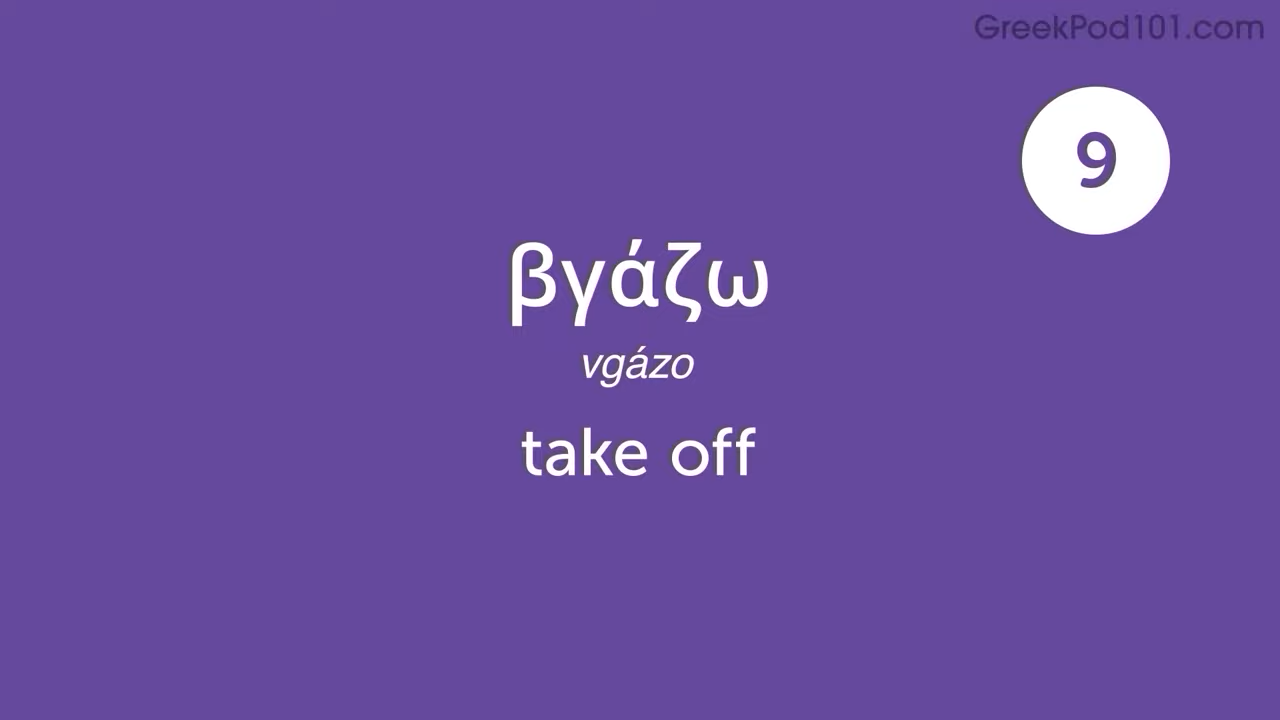 GreekPod101.com
9
βγάζω
vgázo
take off